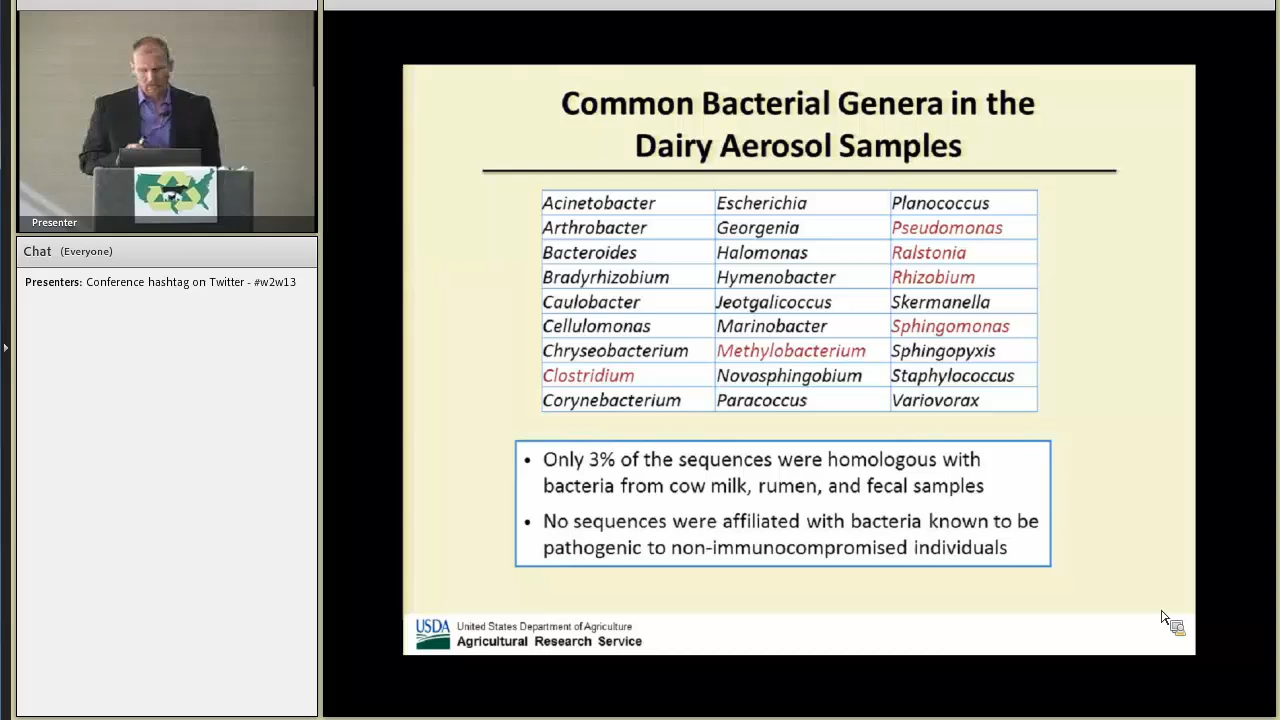 Presenter
Chat (Everyone)
Presenters: Conference hashtag on Twitter - #w2w13
Common Bacterial Genera in the
Dairy Aerosol Samples
Acinetobacter Escherichia Planococcus
Arthrobacter Georgenia Pseudomonas
Bacteroides Halomonas Ralstonia
Bradyrhizobium Hymenobacter Rhizobium
Caulobacter Jeotgalicoccus Skermanella
Cellulomonas Marinobacter Sphingomonas
Chryseobacterium Methylobacterium Sphingopyxis
Clostridium Novosphingobium Staphylococcus
Corynebacterium Paracoccus Variovorax
• Only 3% of the sequences were homologous with
bacteria from cow milk, rumen, and fecal samples
• No sequences were affiliated with bacteria known to be
pathogenic to non-immunocompromised individuals
USDA United States Department of Agriculture
Agricultural Research Service